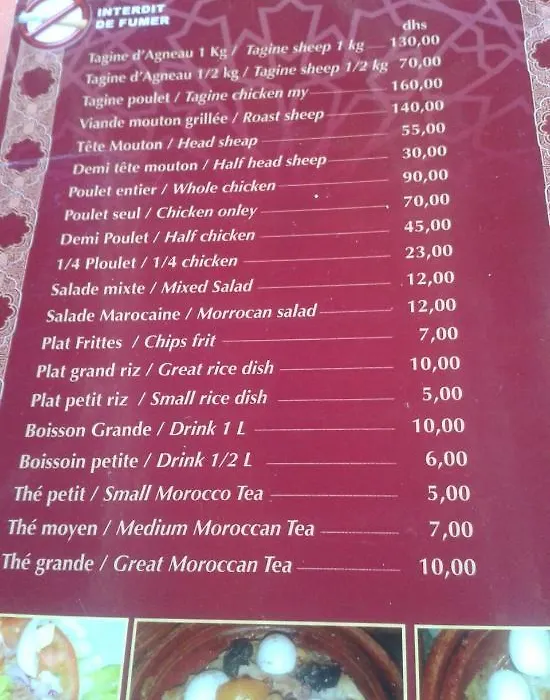 INTERDIT
DE FUMER
dhs
Tagine d'Agneau 1 Kg / Tagine sheep 1 kg 130,00
Tagine d'Agneau 1/2 kg / Tagine sheep 1/2 kg 70,00
Tagine poulet / Tagine chicken my 160,00
Viande mouton grillée / Roast sheep 140,00
Tête Mouton / Head sheap 55,00
Demi tête mouton / Half head sheep 30,00
Poulet entier / Whole chicken 90,00
Poulet seul / Chicken onley 70,00
Demi Poulet / Half chicken 45,00
1/4 Ploulet / 1/4 chicken 23,00
Salade mixte / Mixed Salad 12,00
Salade Marocaine / Morrocan salad 12,00
Plat Frittes / Chips frit 7,00
Plat grand riz / Great rice dish 10,00
Plat petit riz / Small rice dish 5,00
Boisson Grande / Drink 1 L 10,00
Boissoin petite / Drink 1/2 L 6,00
Thé petit / Small Morocco Tea 5,00
Thé moyen / Medium Moroccan Tea 7,00
Thé grande / Great Moroccan Tea 10,00